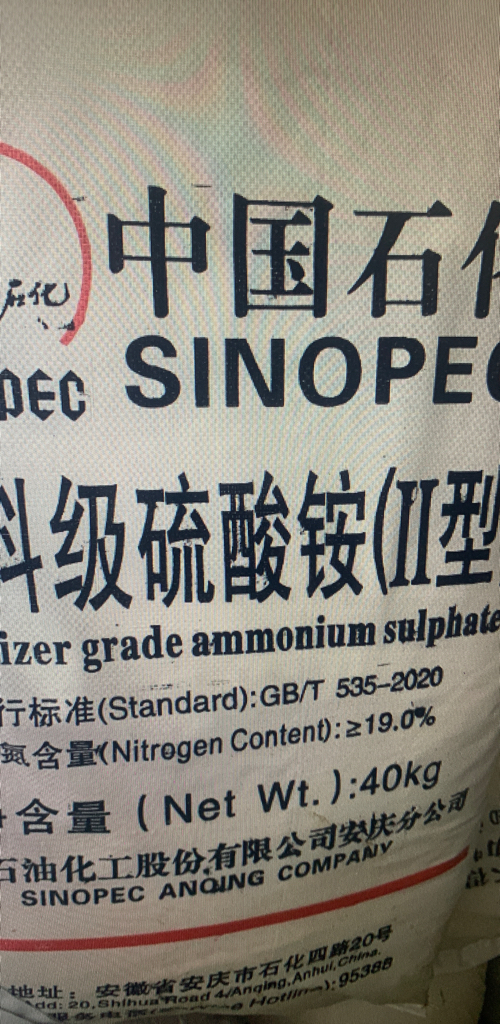 石化
中国石化
PEC
SINOPEC
料级硫酸铵(II型
izer grade ammonium sulphate
行标准(Standard):GB/T 535-2020
氮含量(Nitrogen Content):≥19.0%
含量(Net Wt.):40kg
石油化工股份有限公司安庆分公司
SINOPEC ANQING COMPANY
地址:安徽省安庆市石化四路20号
Add: 20,Shihua Road 4/Anqing,Anhui,China.
Hotline):95388